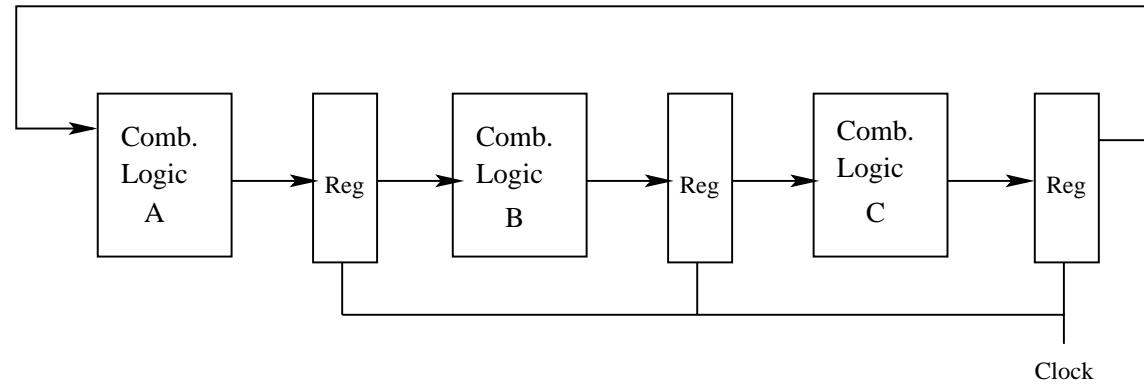 Comb.
Logic
A
Reg
Comb.
Logic
B
Reg
Comb.
Logic
C
Reg
Clock